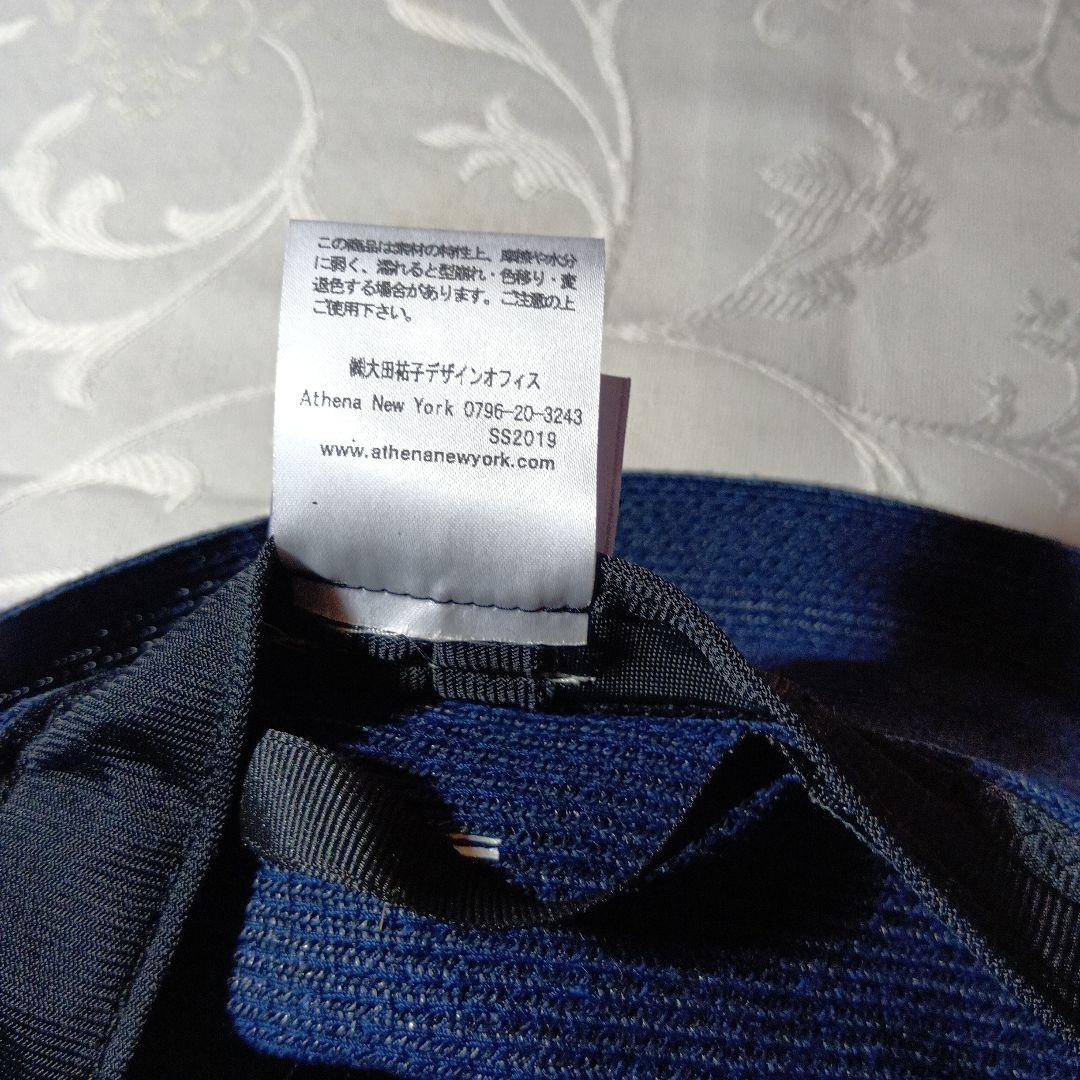 この商品は素材の特性上、摩擦や水分
に弱く、濡れると型崩れ・色移り・変
退色する場合があります。ご注意の上
ご使用下さい。
㈱大田祐子デザインオフィス
Athena New York 0796-20-3243
SS2019
www.athenanewyork.com